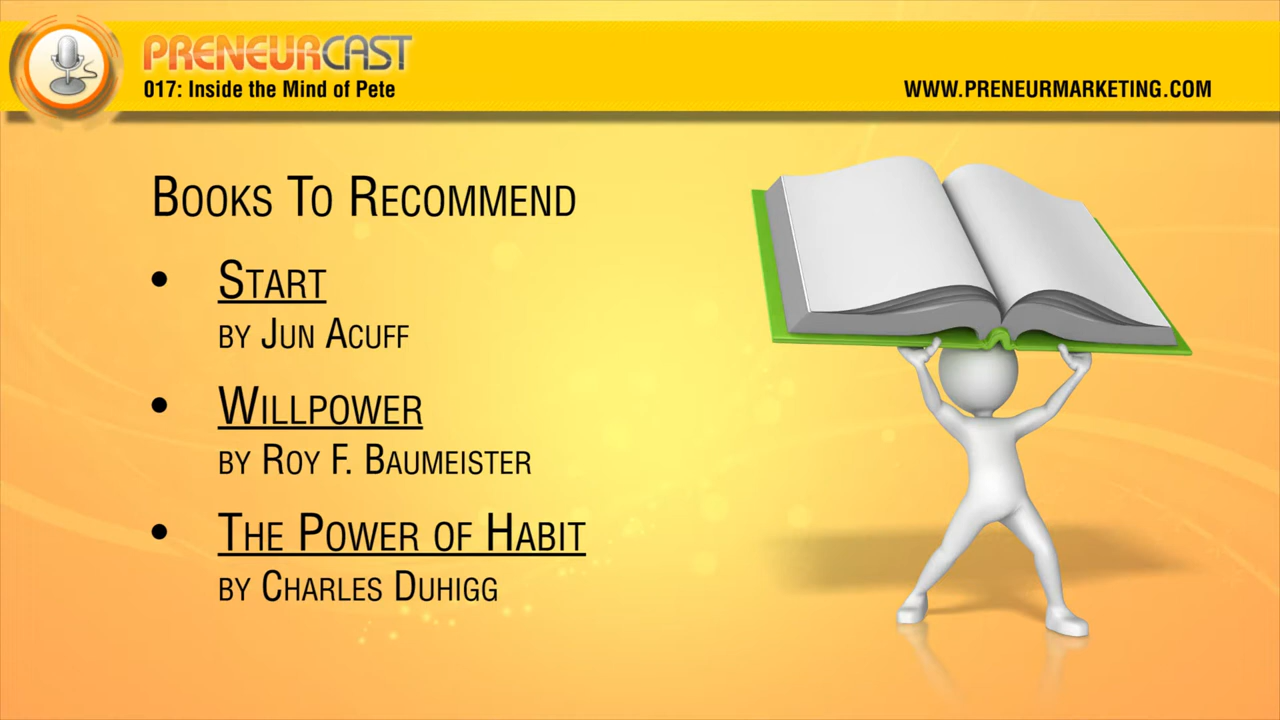 PRENEURCAST
017: Inside the Mind of Pete
WWW.PRENEURMARKETING.COM
BOOKS TO RECOMMEND
• START
BY JUN ACUFF
• WILLPOWER
BY ROY F. BAUMEISTER
• THE POWER OF HABIT
BY CHARLES DUHIGG